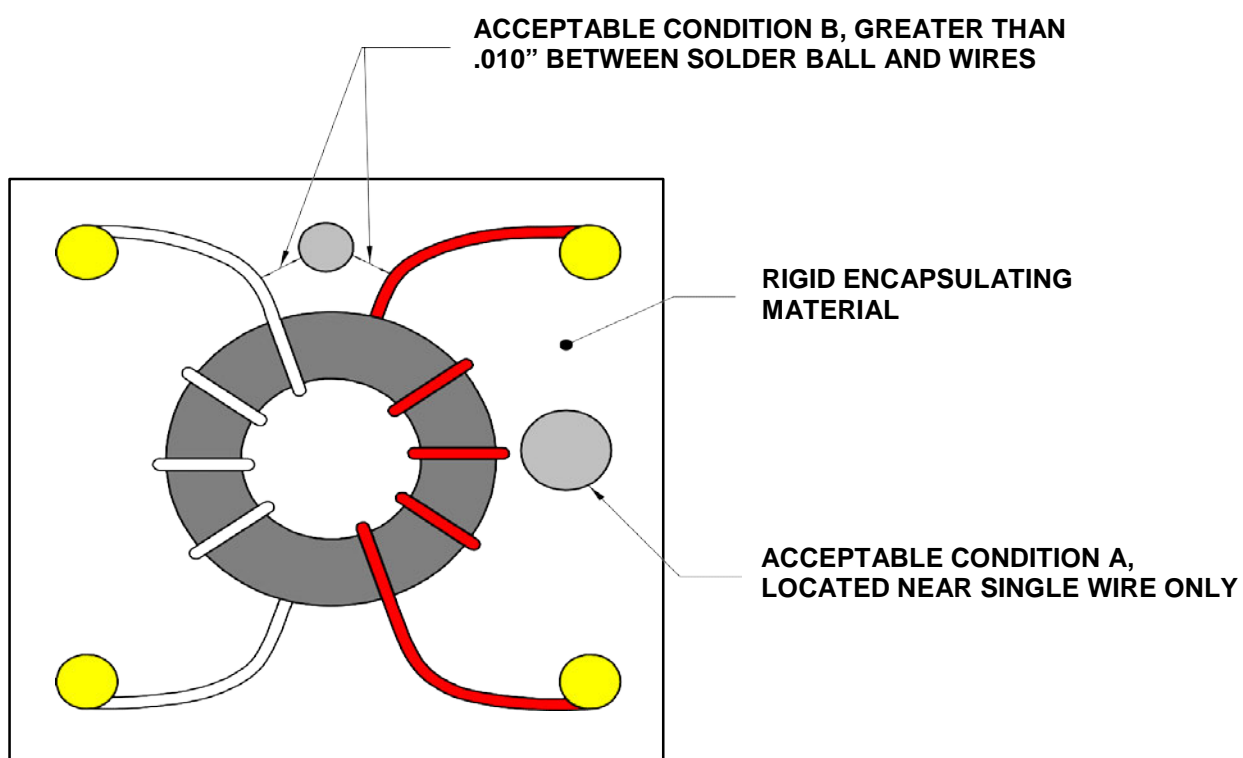 ACCEPTABLE CONDITION B, GREATER THAN
.010” BETWEEN SOLDER BALL AND WIRES
RIGID ENCAPSULATING
MATERIAL
ACCEPTABLE CONDITION A,
LOCATED NEAR SINGLE WIRE ONLY